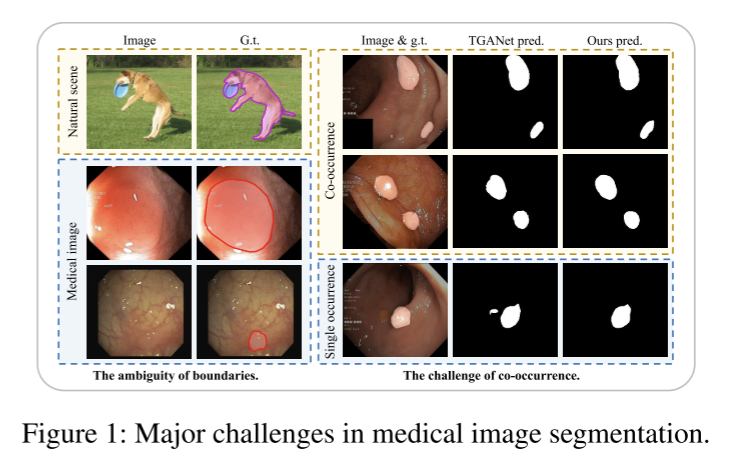 Image
G.t.
Image & g.t.
TGANet pred.
Ours pred.
Natural scene
Medical image
Co-occurrence
Single occurrence
The ambiguity of boundaries.
The challenge of co-occurrence.
Figure 1: Major challenges in medical image segmentation.